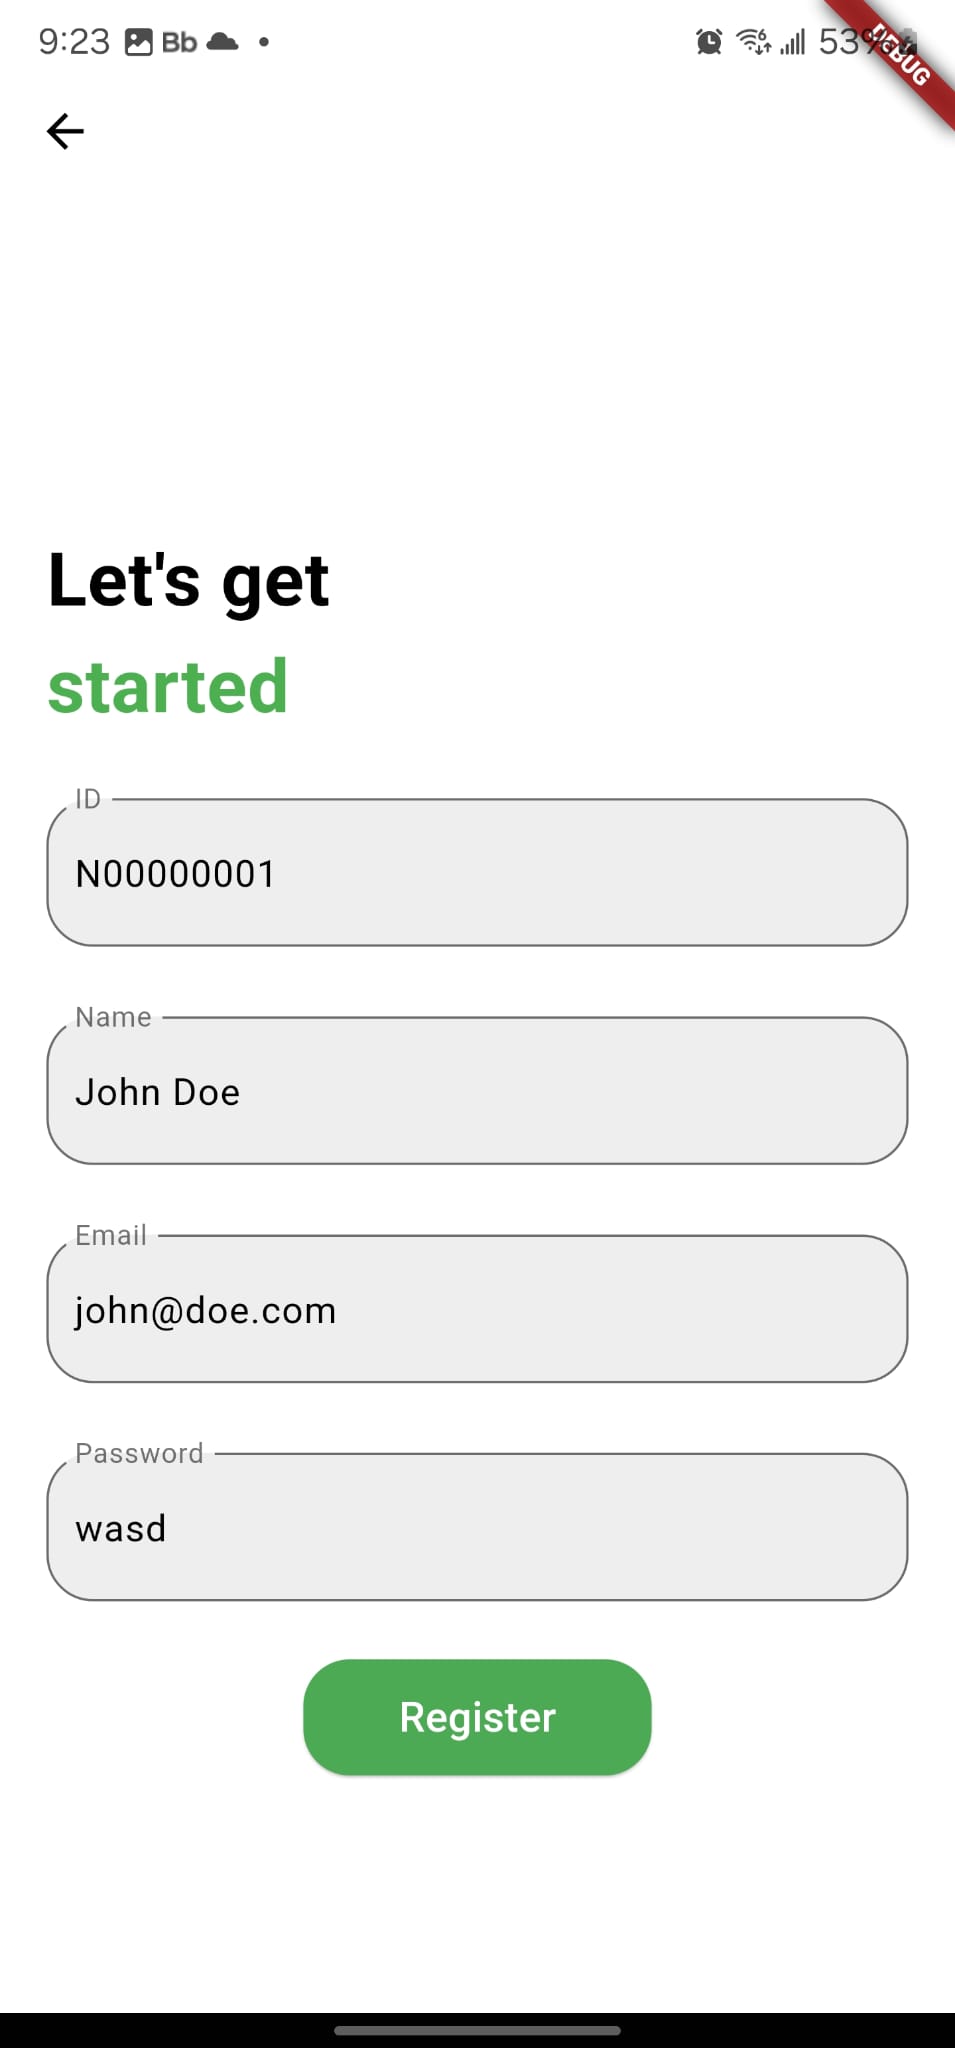 9:23 Bb 53%
DEBUG
Let's get
started
ID
N00000001
Name
John Doe
Email
john@doe.com
Password
wasd
Register